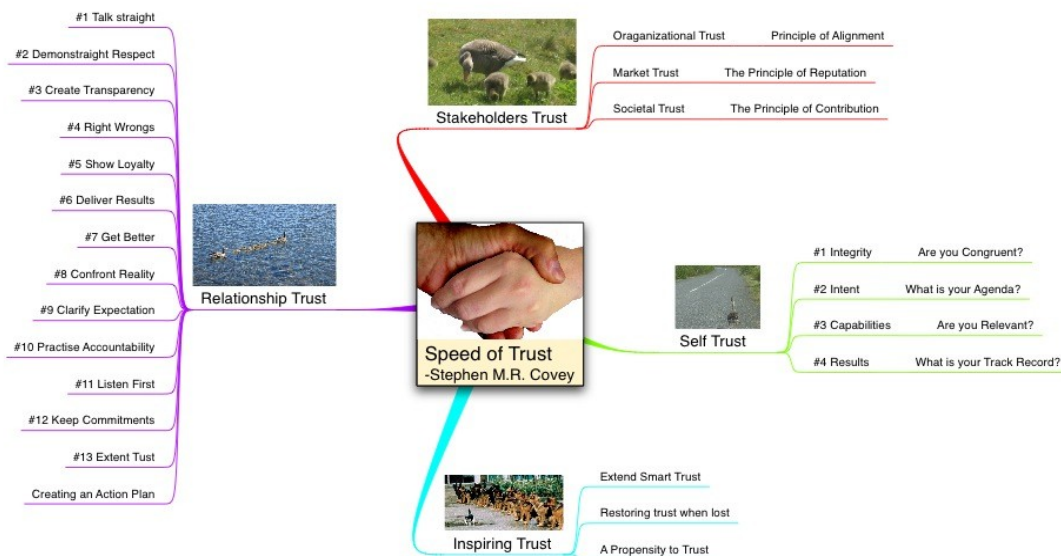 #1 Talk straight
#2 Demonstraight Respect
#3 Create Transparency
#4 Right Wrongs
#5 Show Loyalty
#6 Deliver Results
#7 Get Better
#8 Confront Reality
#9 Clarify Expectation
#10 Practise Accountability
#11 Listen First
#12 Keep Commitments
#13 Extent Tust
Creating an Action Plan
Relationship Trust
Stakeholders Trust
Oraganizational Trust Principle of Alignment
Market Trust The Principle of Reputation
Societal Trust The Principle of Contribution
Speed of Trust
-Stephen M.R. Covey
Self Trust
#1 Integrity Are you Congruent?
#2 Intent What is your Agenda?
#3 Capabilities Are you Relevant?
#4 Results What is your Track Record?
Inspiring Trust
Extend Smart Trust
Restoring trust when lost
A Propensity to Trust